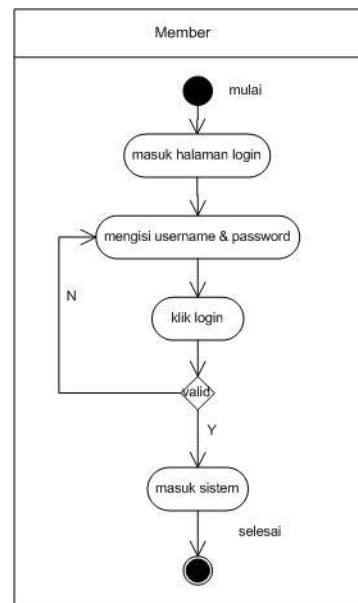 Member
mulai
masuk halaman login
mengisi username & password
N
klik login
valid
Y
masuk sistem
selesai